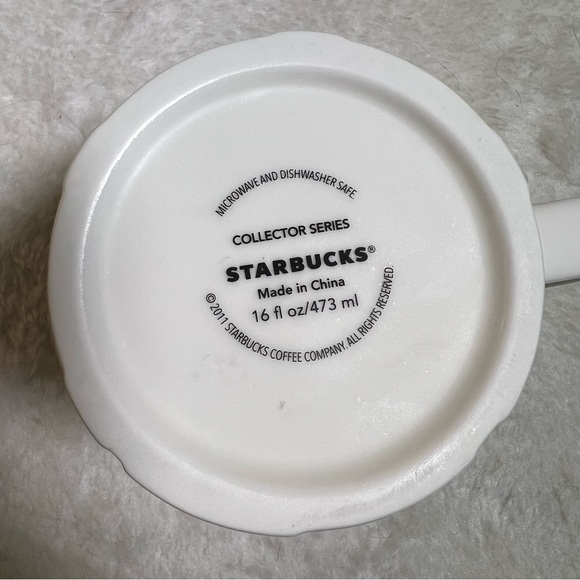 MICROWAVE AND DISHWASHER SAFE.
COLLECTOR SERIES
STARBUCKS®
Made in China
16 fl oz/473 ml
© 2011 STARBUCKS COFFEE COMPANY. ALL RIGHTS RESERVED.